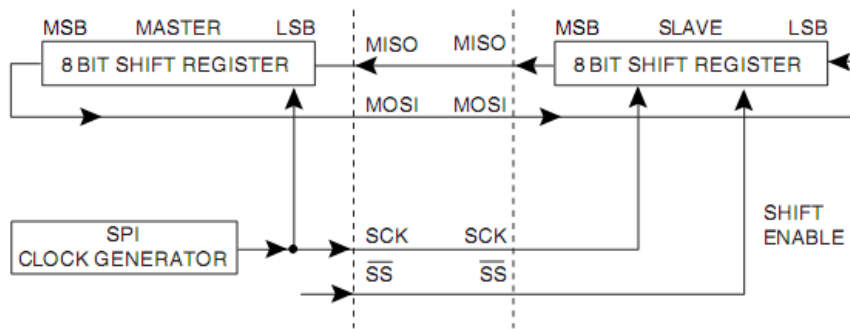 MSB MASTER LSB
8 BIT SHIFT REGISTER
MISO MISO
MSB SLAVE LSB
8 BIT SHIFT REGISTER
MOSI MOSI
SPI
CLOCK GENERATOR
SCK SCK
SS SS
SHIFT
ENABLE